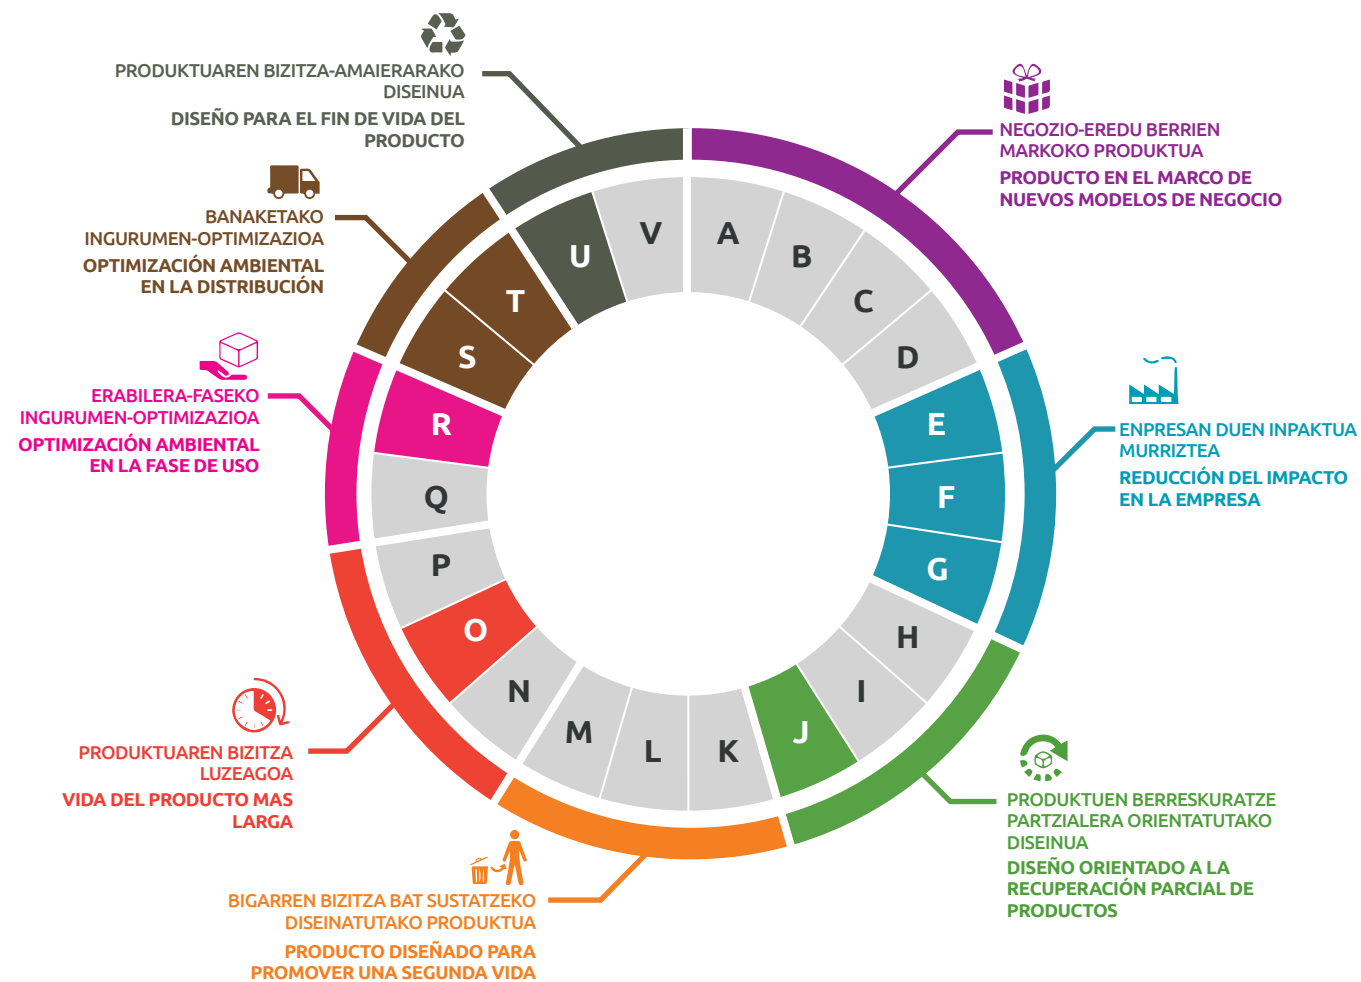 PRODUKTUAREN BIZITZA-AMAIERARAKO
DISEINUA
DISEÑO PARA EL FIN DE VIDA DEL
PRODUCTO
NEGOZIO-EREDU BERRIEN
MARKOKO PRODUKTUA
PRODUCTO EN EL MARCO DE
NUEVOS MODELOS DE NEGOCIO
BANAKETAKO
INGURUMEN-OPTIMIZAZIOA
OPTIMIZACIÓN AMBIENTAL
EN LA DISTRIBUCIÓN
ERABILERA-FASEKO
INGURUMEN-OPTIMIZAZIOA
OPTIMIZACIÓN AMBIENTAL
EN LA FASE DE USO
ENPRESAN DUEN INPAKTUA
MURRIZTEA
REDUCCIÓN DEL IMPACTO
EN LA EMPRESA
A
B
C
D
E
F
G
H
I
J
K
L
M
N
O
P
Q
R
S
T
U
V
PRODUKTUAREN BIZITZA
LUZEAGOA
VIDA DEL PRODUCTO MAS
LARGA
PRODUKTUEN BERRESKURATZE
PARTZIALERA ORIENTATUTAKO
DISEINUA
DISEÑO ORIENTADO A LA
RECUPERACIÓN PARCIAL DE
PRODUCTOS
BIGARREN BIZITZA BAT SUSTATZEKO
DISEINATUTAKO PRODUKTUA
PRODUCTO DISEÑADO PARA
PROMOVER UNA SEGUNDA VIDA